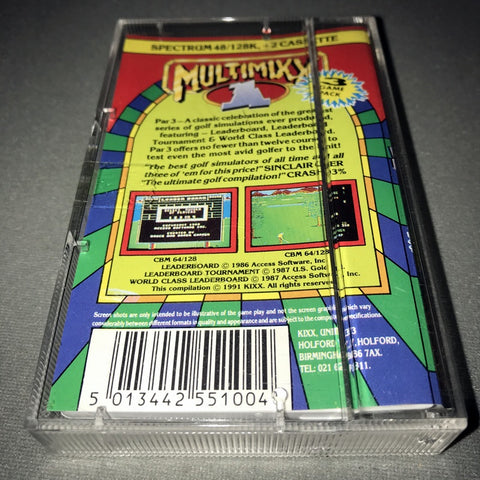 SPECTRUM 48/128K, +2 CASSETTE
MULTIMIXX
1
3
GAME
PACK
Par 3—A classic celebration of the greatest
series of golf simulations ever produced,
featuring – Leaderboard, Leaderboard
Tournament & World Class Leaderboard.
Par 3 offers no fewer than twelve courses to
test even the most avid golfer to the limit!
"The best golf simulators of all time and all
three of 'em for this price!" SINCLAIR USER
"The ultimate golf compilation!" CRASH 3%
LEADER BOARD
CBM 64/128
CBM 64/128
LEADERBOARD © 1986 Access Software, Inc.
LEADERBOARD TOURNAMENT © 1987 U.S. Gold
WORLD CLASS LEADERBOARD © 1987 Access Software, Inc.
This compilation © 1991 KIXX. All rights reserved.
Screen shots are only intended to be illustrative of the game play and not the screen graphics which vary
considerably between different formats in quality and appearance and are subject to the computer specifications.
KIXX, UNIT
HOLFORD WAY, HOLFORD,
BIRMINGHAM B6 7AX.
TEL: 021
5 013442 551004